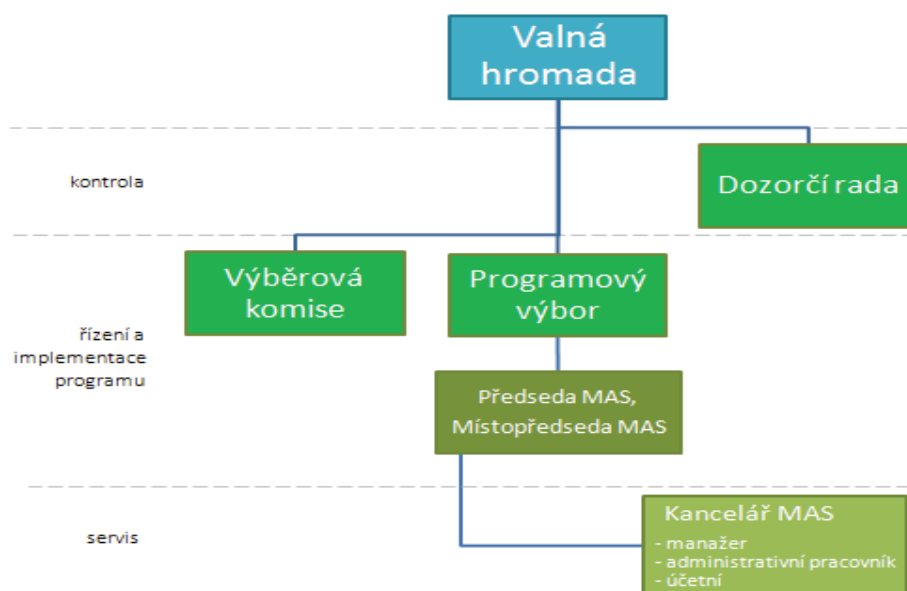 Valná
hromada
kontrola
Dozorčí rada
Výběrová
komise
Programový
výbor
řízení a
implementace
programu
Předseda MAS,
Místopředseda MAS
servis
Kancelář MAS
- manažer
- administrativní pracovník
- účetní